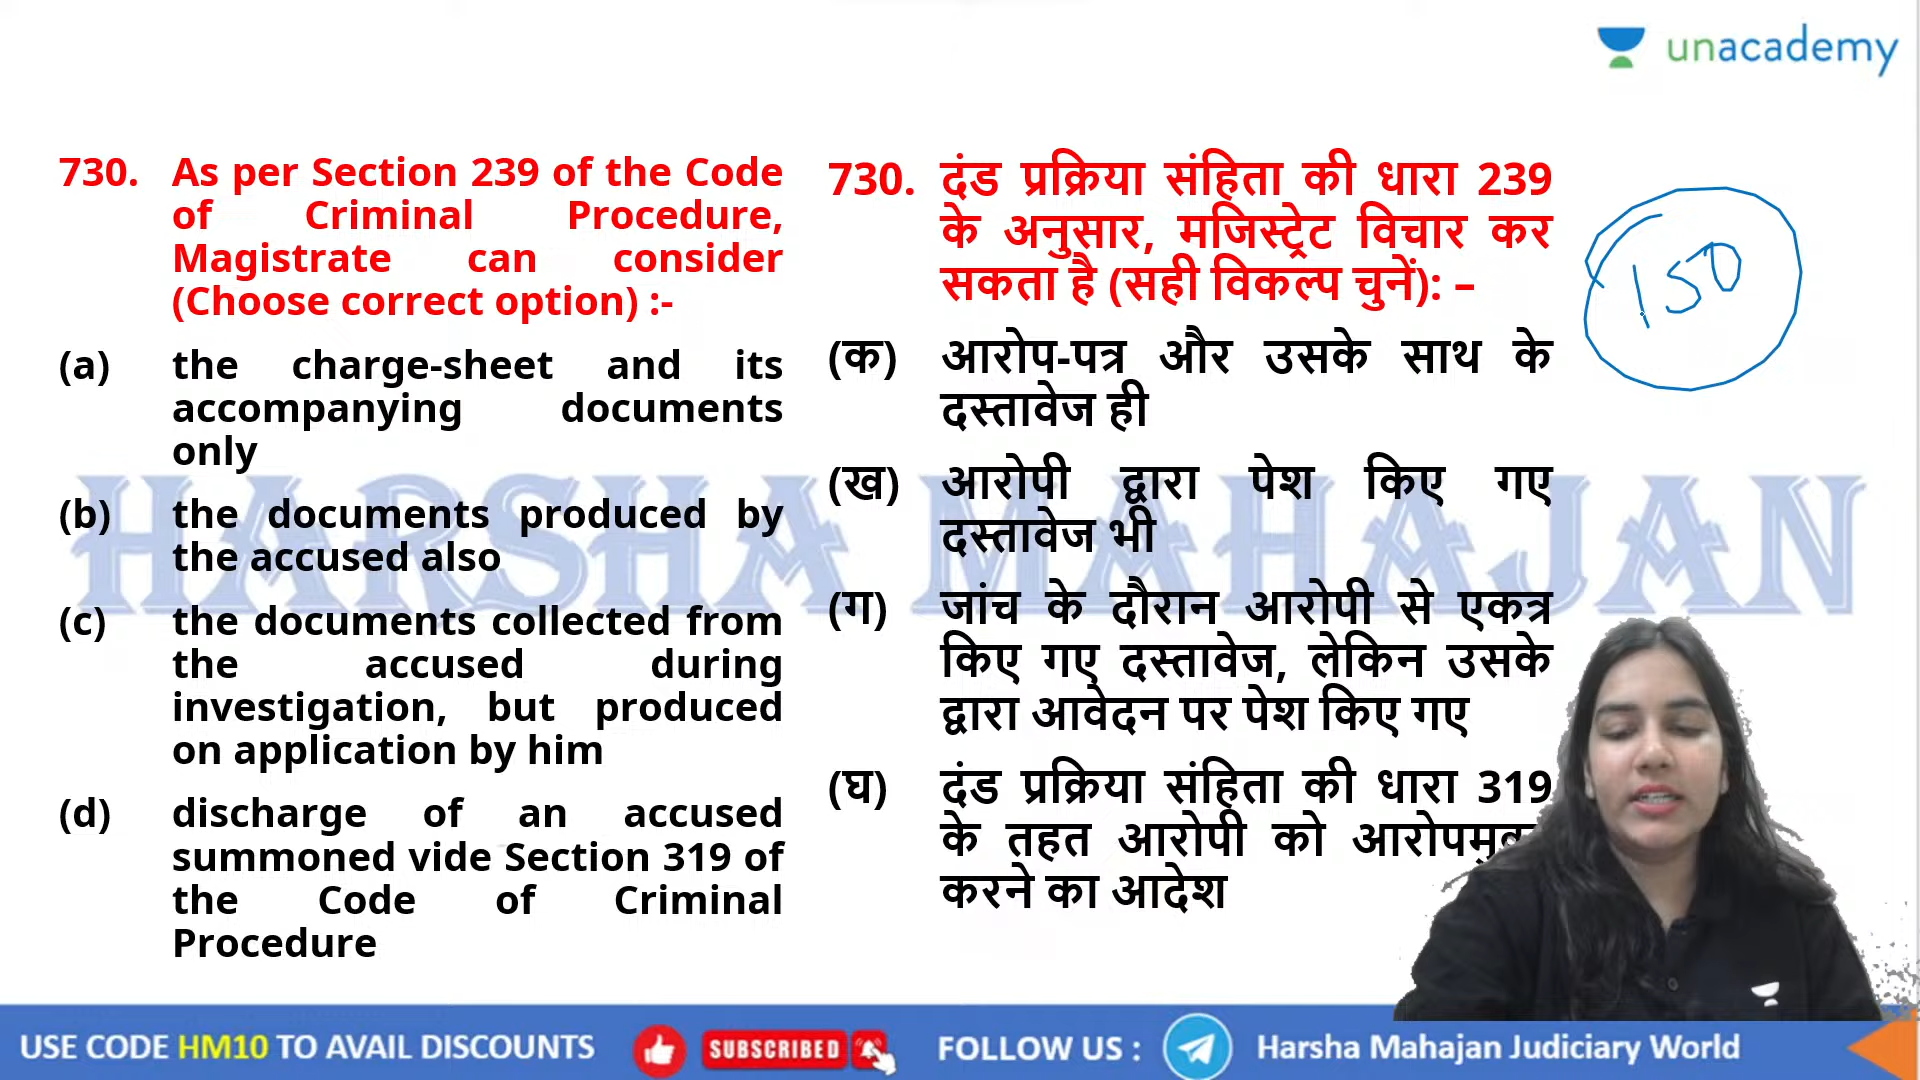 unacademy
730. As per Section 239 of the Code
of Criminal Procedure,
Magistrate can consider
(Choose correct option) :-
(a) the charge-sheet and its
accompanying documents
only
(b) the documents produced by
the accused also
(c) the documents collected from
the accused during
investigation, but produced
on application by him
(d) discharge of an accused
summoned vide Section 319 of
the Code of Criminal
Procedure
730. दंड प्रक्रिया संहिता की धारा 239
के अनुसार, मजिस्ट्रेट विचार कर
सकता है (सही विकल्प चुनें): –
(क) आरोप-पत्र और उसके साथ के
दस्तावेज ही
(ख) आरोपी द्वारा पेश किए गए
दस्तावेज भी
(ग) जांच के दौरान आरोपी से एकत्र
किए गए दस्तावेज, लेकिन उसके
द्वारा आवेदन पर पेश किए गए
(घ) दंड प्रक्रिया संहिता की धारा 319
के तहत आरोपी को
करने का आदेश
150
HARSHA MAHAJAN
USE CODE HM10 TO AVAIL DISCOUNTS
SUBSCRIBED
FOLLOW US :
Harsha Mahajan Judiciary World